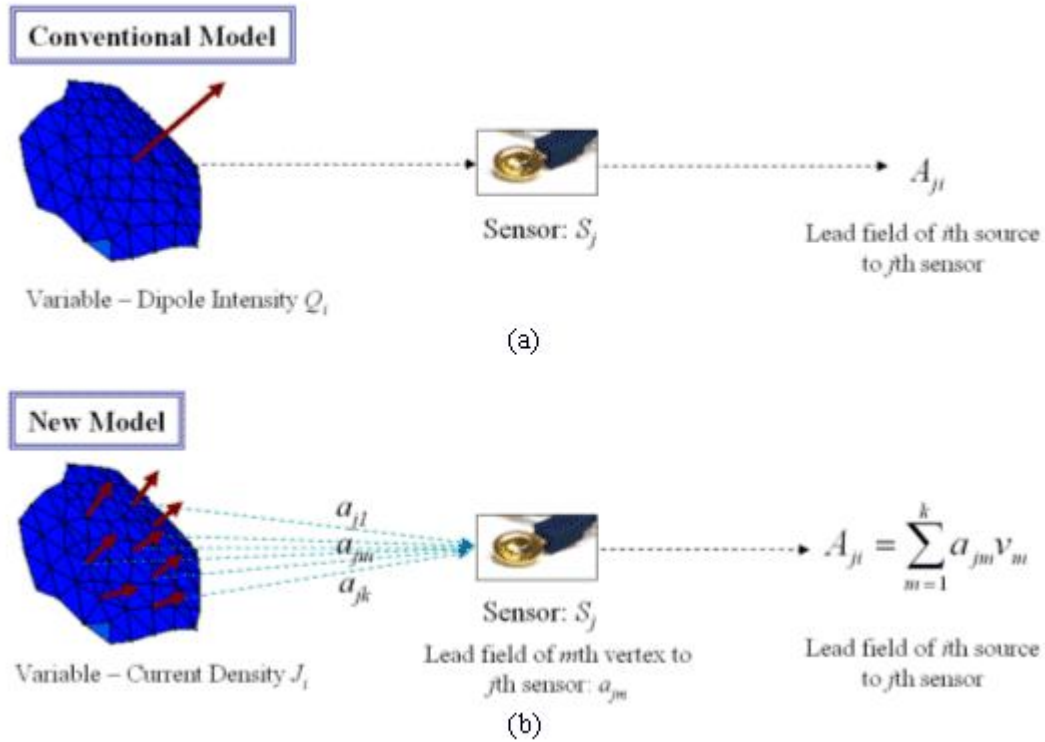 Conventional Model
A_ji
Sensor: S_j
Lead field of ith source
to jth sensor
Variable – Dipole Intensity Q_i
(a)
New Model
a_j1
a_jm
a_jk
A_ji = \sum_{m=1}^{k} a_jm v_m
Sensor: S_j
Lead field of mth vertex to
jth sensor: a_jm
Lead field of ith source
to jth sensor
Variable – Current Density J_i
(b)